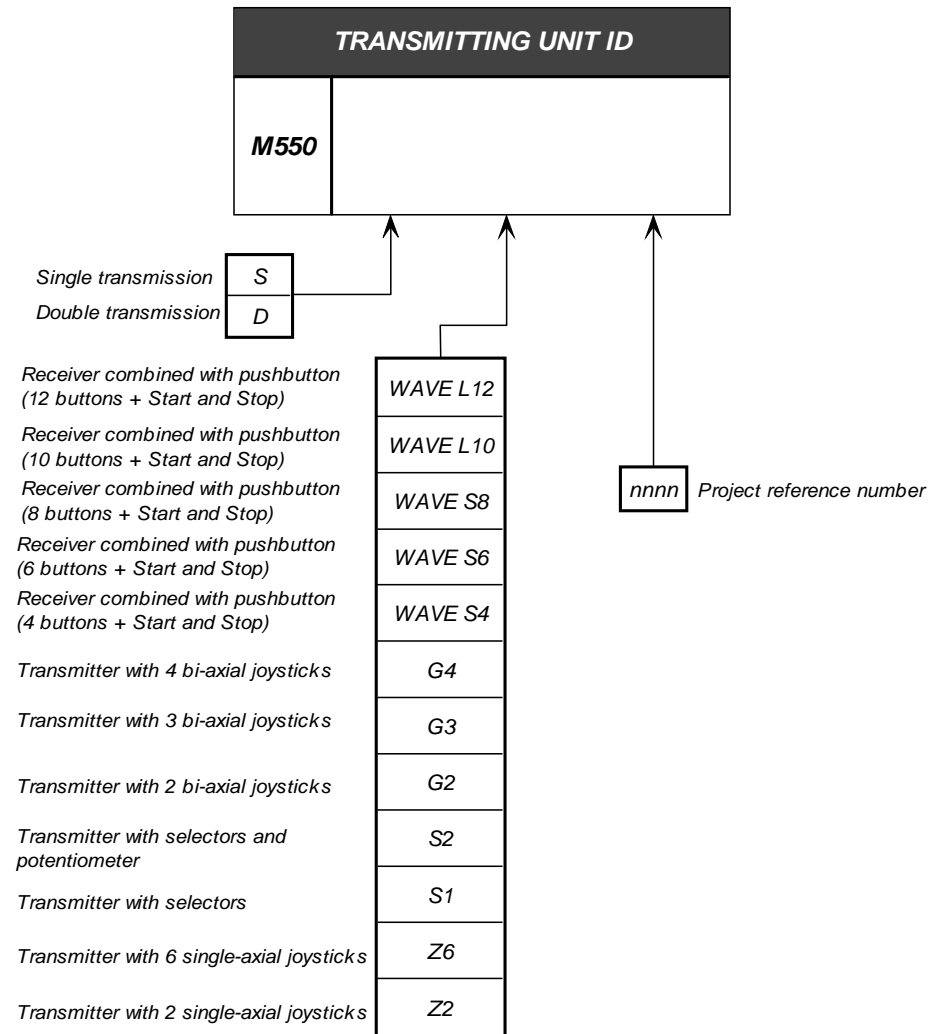 TRANSMITTING UNIT ID
M550
Single transmission
S
Double transmission
D
Receiver combined with pushbutton
(12 buttons + Start and Stop)
WAVE L12
Receiver combined with pushbutton
(10 buttons + Start and Stop)
WAVE L10
Receiver combined with pushbutton
(8 buttons + Start and Stop)
WAVE S8
nnnn
Project reference number
Receiver combined with pushbutton
(6 buttons + Start and Stop)
WAVE S6
Receiver combined with pushbutton
(4 buttons + Start and Stop)
WAVE S4
Transmitter with 4 bi-axial joysticks
G4
Transmitter with 3 bi-axial joysticks
G3
Transmitter with 2 bi-axial joysticks
G2
Transmitter with selectors and
potentiometer
S2
Transmitter with selectors
S1
Transmitter with 6 single-axial joysticks
Z6
Transmitter with 2 single-axial joysticks
Z2